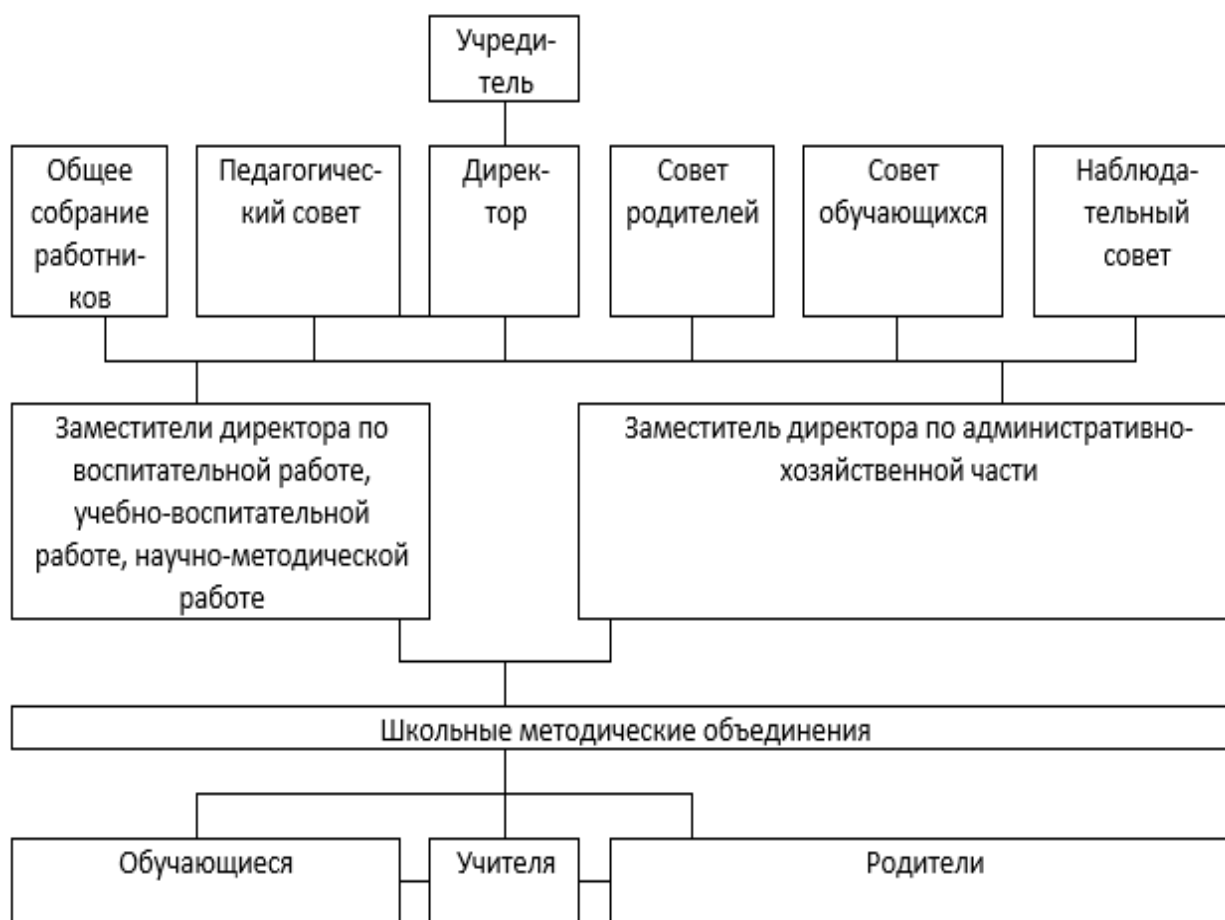 Учреди-
тель
Общее
собрание
работни-
ков
Педагогичес-
кий совет
Дирек-
тор
Совет
родителей
Совет
обучающихся
Наблюда-
тельный
совет
Заместители директора по
воспитательной работе,
учебно-воспитательной
работе, научно-методической
работе
Заместитель директора по административно-
хозяйственной части
Школьные методические объединения
Обучающиеся
Учителя
Родители